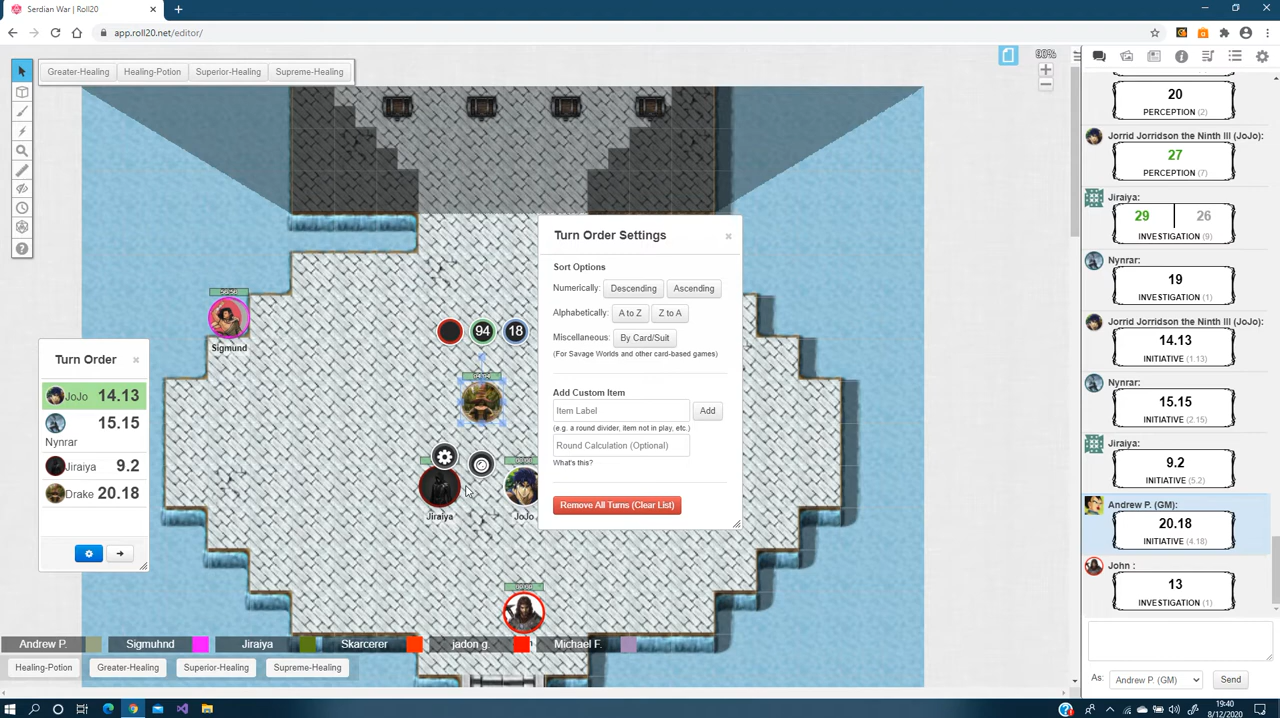 Serdian War | Roll20
app.roll20.net/editor/
Greater-Healing
Healing-Potion
Superior-Healing
Supreme-Healing
98%
20
PERCEPTION (2)
Jorrid Jorridson the Ninth III (JoJo):
27
PERCEPTION (7)
Jiraiya:
29 26
INVESTIGATION (9)
Nynrar:
19
INVESTIGATION (1)
Jorrid Jorridson the Ninth III (JoJo):
14.13
INITIATIVE (1.13)
Nynrar:
15.15
INITIATIVE (2.15)
Jiraiya:
9.2
INITIATIVE (5.2)
Andrew P. (GM):
20.18
INITIATIVE (4.18)
John :
13
INVESTIGATION (1)
As: Andrew P. (GM) Send
Turn Order Settings
Sort Options
Numerically: Descending Ascending
Alphabetically: A to Z Z to A
Miscellaneous: By Card/Suit
(For Savage Worlds and other card-based games)
Add Custom Item
Item Label Add
(e.g. a round divider, item not in play, etc.)
Round Calculation (Optional)
What's this?
Remove All Turns (Clear List)
Sigmund
94
18
Jiraiya
JoJo
Turn Order
JoJo 14.13
15.15
Nynrar
Jiraiya 9.2
Drake 20.18
Andrew P.
Sigmuhnd
Jiraiya
Skarcerer
jadon g.
Michael F.
Healing-Potion
Greater-Healing
Superior-Healing
Supreme-Healing
19:40
8/12/2020